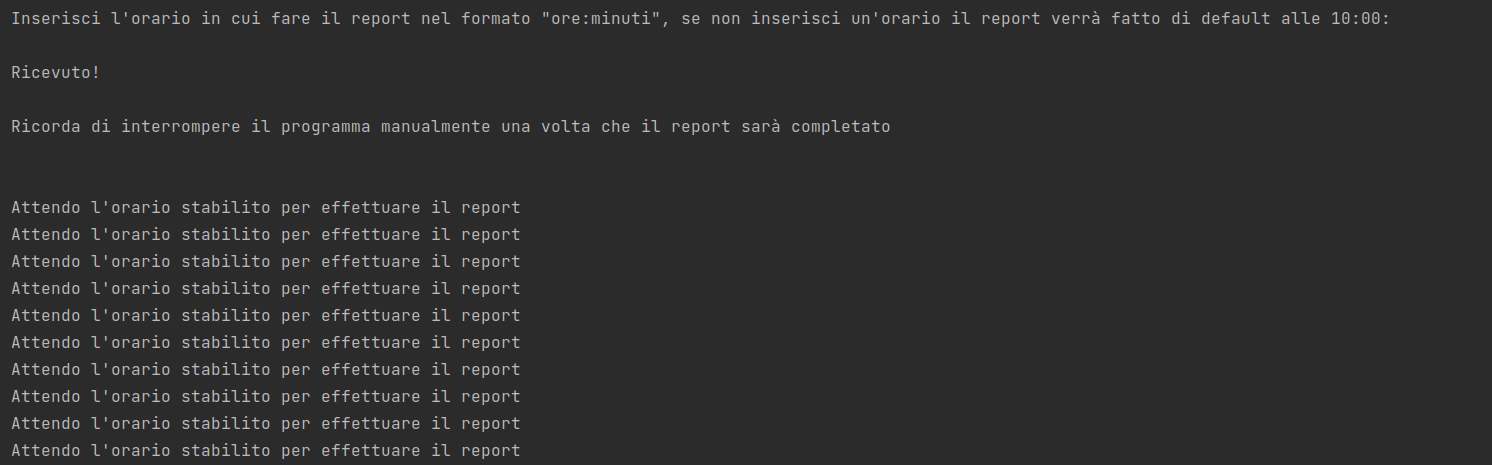 Inserisci l'orario in cui fare il report nel formato "ore:minuti", se non inserisci un'orario il report verrà fatto di default alle 10:00:
Ricevuto!
Ricorda di interrompere il programma manualmente una volta che il report sarà completato
Attendo l'orario stabilito per effettuare il report
Attendo l'orario stabilito per effettuare il report
Attendo l'orario stabilito per effettuare il report
Attendo l'orario stabilito per effettuare il report
Attendo l'orario stabilito per effettuare il report
Attendo l'orario stabilito per effettuare il report
Attendo l'orario stabilito per effettuare il report
Attendo l'orario stabilito per effettuare il report
Attendo l'orario stabilito per effettuare il report
Attendo l'orario stabilito per effettuare il report